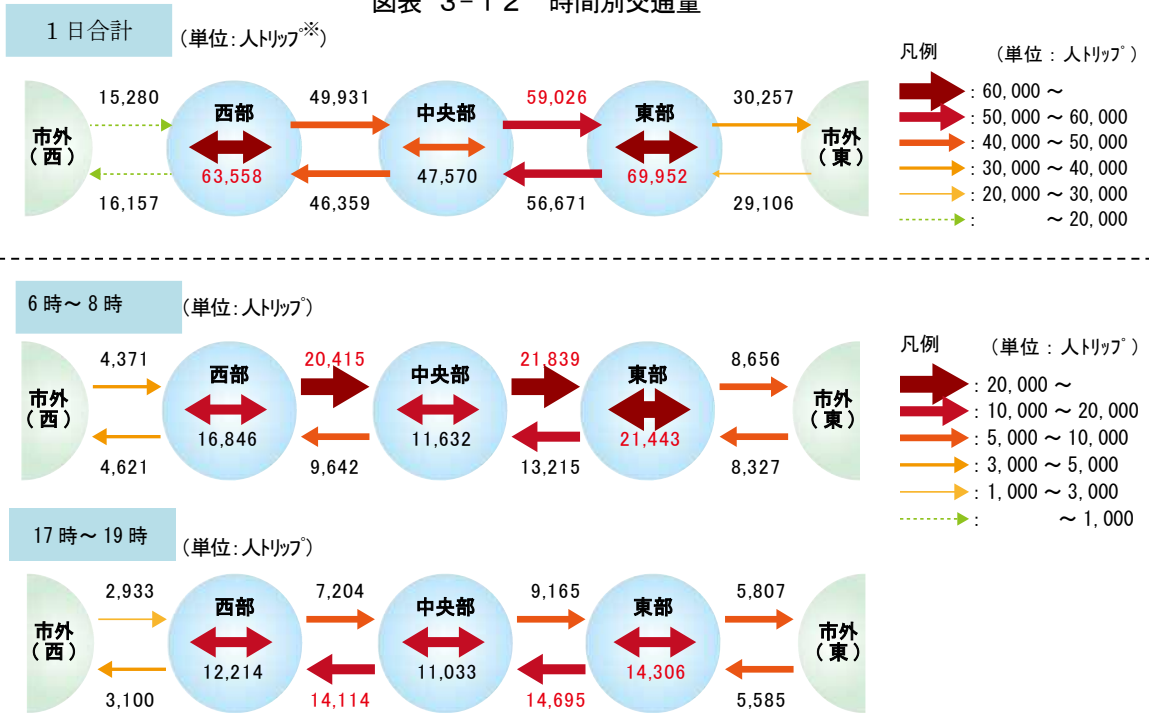 図表 3-12 時間別交通量
1日合計
(単位:人トリップ※)
15,280
49,931
59,026
30,257
市外
(西)
西部
63,558
中央部
47,570
東部
69,952
市外
(東)
16,157
46,359
56,671
29,106
凡例 (単位:人トリップ)
:60,000~
:50,000~60,000
:40,000~50,000
:30,000~40,000
:20,000~30,000
: ~20,000
6時~8時
(単位:人トリップ)
4,371
20,415
21,839
8,656
市外
(西)
西部
16,846
中央部
11,632
東部
21,443
市外
(東)
4,621
9,642
13,215
8,327
凡例 (単位:人トリップ)
:20,000~
:10,000~20,000
:5,000~10,000
:3,000~5,000
:1,000~3,000
: ~1,000
17時~19時
(単位:人トリップ)
2,933
7,204
9,165
5,807
市外
(西)
西部
12,214
中央部
11,033
東部
14,306
市外
(東)
3,100
14,114
14,695
5,585